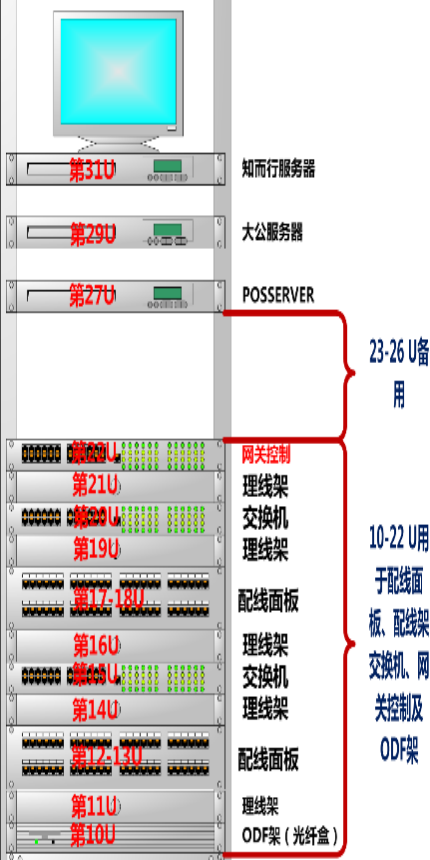 第31U 知而行服务器
第29U 大公服务器
第27U POSSERVER
23-26 U备
用
第22U 网关控制
第21U 理线架
第20U 交换机
第19U 理线架
第17-18U 配线面板
第16U 理线架
第15U 交换机
第14U 理线架
第12-13U 配线面板
第11U 理线架
第10U ODF架（光纤盒）
10-22 U用
于配线面
板、配线架
交换机、网
关控制及
ODF架